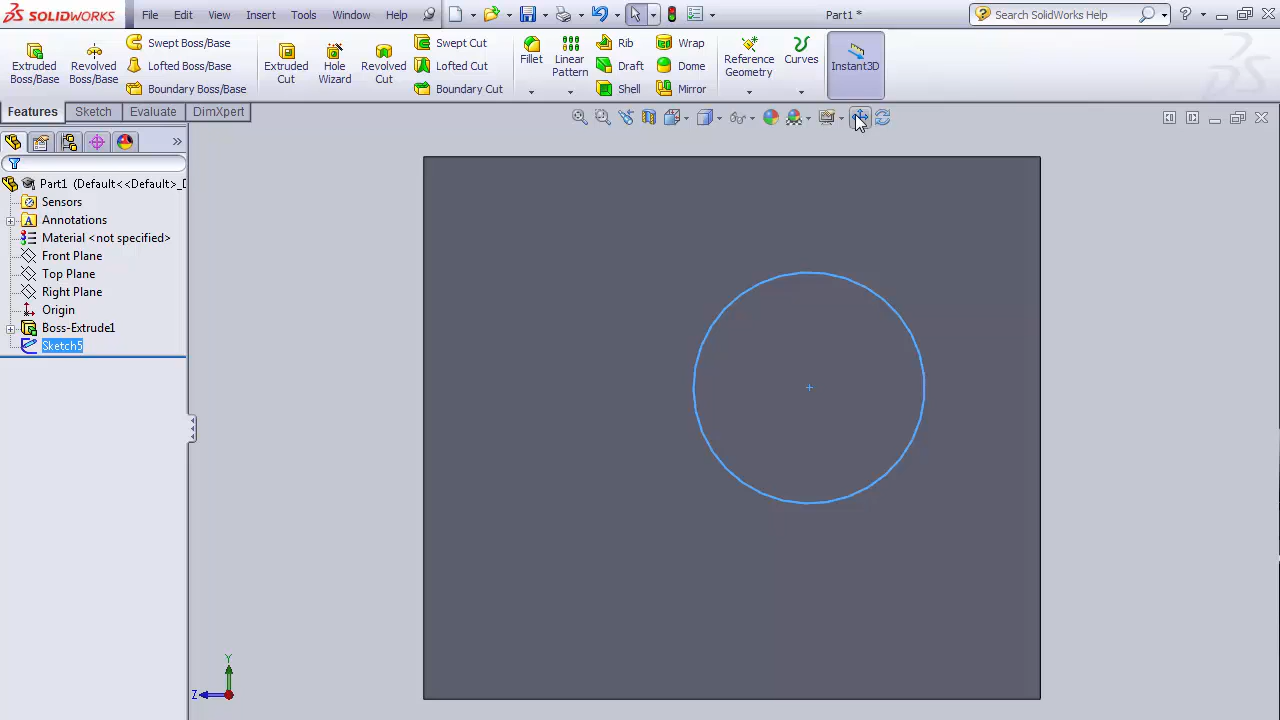 SOLIDWORKS File Edit View Insert Tools Window Help Part1 * Search SolidWorks Help
Extruded Boss/Base
Revolved Boss/Base
Swept Boss/Base
Lofted Boss/Base
Boundary Boss/Base
Extruded Cut
Hole Wizard
Revolved Cut
Swept Cut
Lofted Cut
Boundary Cut
Fillet
Linear Pattern
Rib
Draft
Shell
Wrap
Dome
Mirror
Reference Geometry
Curves
Instant3D
Features Sketch Evaluate DimXpert
Part1 (Default<<Default>_D
Sensors
Annotations
Material <not specified>
Front Plane
Top Plane
Right Plane
Origin
Boss-Extrude1
Sketch5
Y
Z